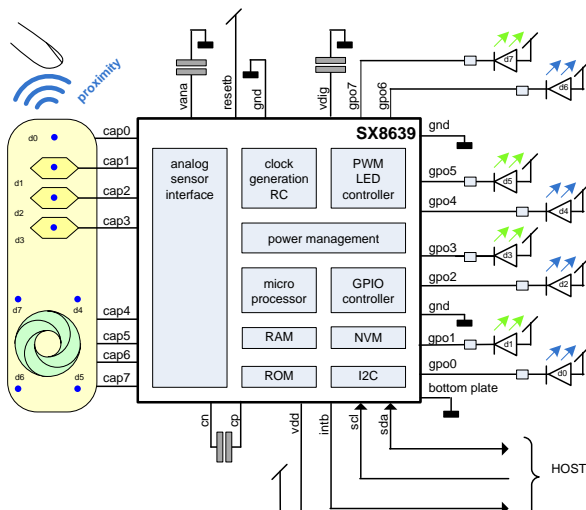 proximity
d0
d1
d2
d3
d7
d4
d6
d5
cap0
cap1
cap2
cap3
cap4
cap5
cap6
cap7
vana
resetb
gnd
vdig
gpo7
gpo6
SX8639
analog
sensor
interface
clock
generation
RC
PWM
LED
controller
power management
micro
processor
GPIO
controller
RAM
NVM
ROM
I2C
gnd
gpo5
gpo4
gpo3
gpo2
gnd
gpo1
gpo0
bottom plate
d7
d6
d5
d4
d3
d2
d1
d0
cn
cp
vdd
intb
scl
sda
HOST